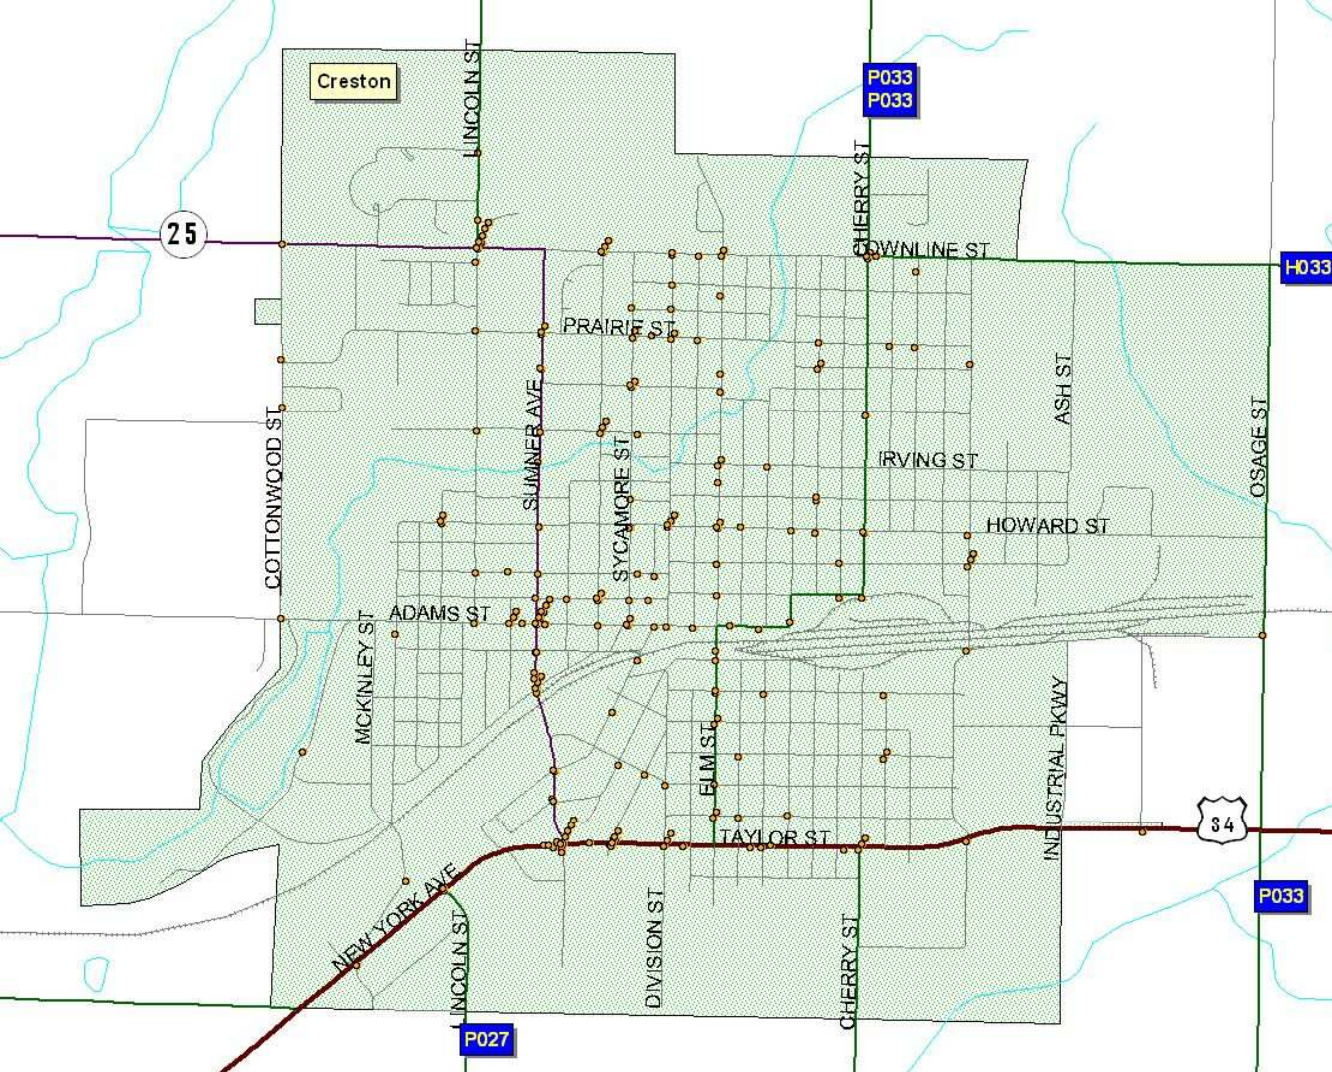 LINCOLN ST
Creston
P033
P033
CHERRY ST
25
TOWNLINE ST
H033
PRAIRIE ST
SUMNER AVE
ASH ST
OSAGE ST
COTTONWOOD ST
SYCAMORE ST
IRVING ST
HOWARD ST
ADAMS ST
MCKINLEY ST
ELM ST
INDUSTRIAL PKWY
TAYLOR ST
34
NEW YORK AVE
P033
LINCOLN ST
DIVISION ST
CHERRY ST
P027